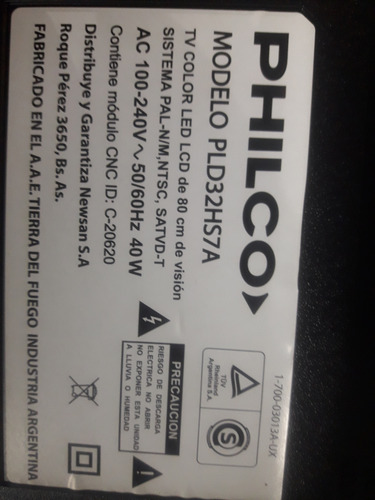 PHILCO
MODELO PLD32HS7A
TV COLOR LED LCD de 80 cm de visión
SISTEMA PAL-N/M,NTSC, SATVD-T
AC 100-240V ~ 50/60Hz 40W
Contiene módulo CNC ID: C-20620
Distribuye y Garantiza Newsan S.A
Roque Pérez 3650, Bs. As.
FABRICADO EN EL A.A.E. TIERRA DEL FUEGO INDUSTRIA ARGENTINA
1-700-03013A-UX
TÜV
Rheinland
Argentina S.A.
S
PRECAUCION
RIESGO DE DESCARGA
ELECTRICA NO ABRIR
NO EXPONER ESTA UNIDAD
A LLUVIA O HUMEDAD